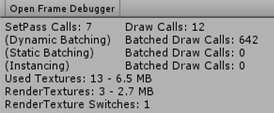 Open Frame Debugger
SetPass Calls: 7 Draw Calls: 12
(Dynamic Batching) Batched Draw Calls: 642
(Static Batching) Batched Draw Calls: 0
(Instancing) Batched Draw Calls: 0
Used Textures: 13 - 6.5 MB
RenderTextures: 3 - 2.7 MB
RenderTexture Switches: 1